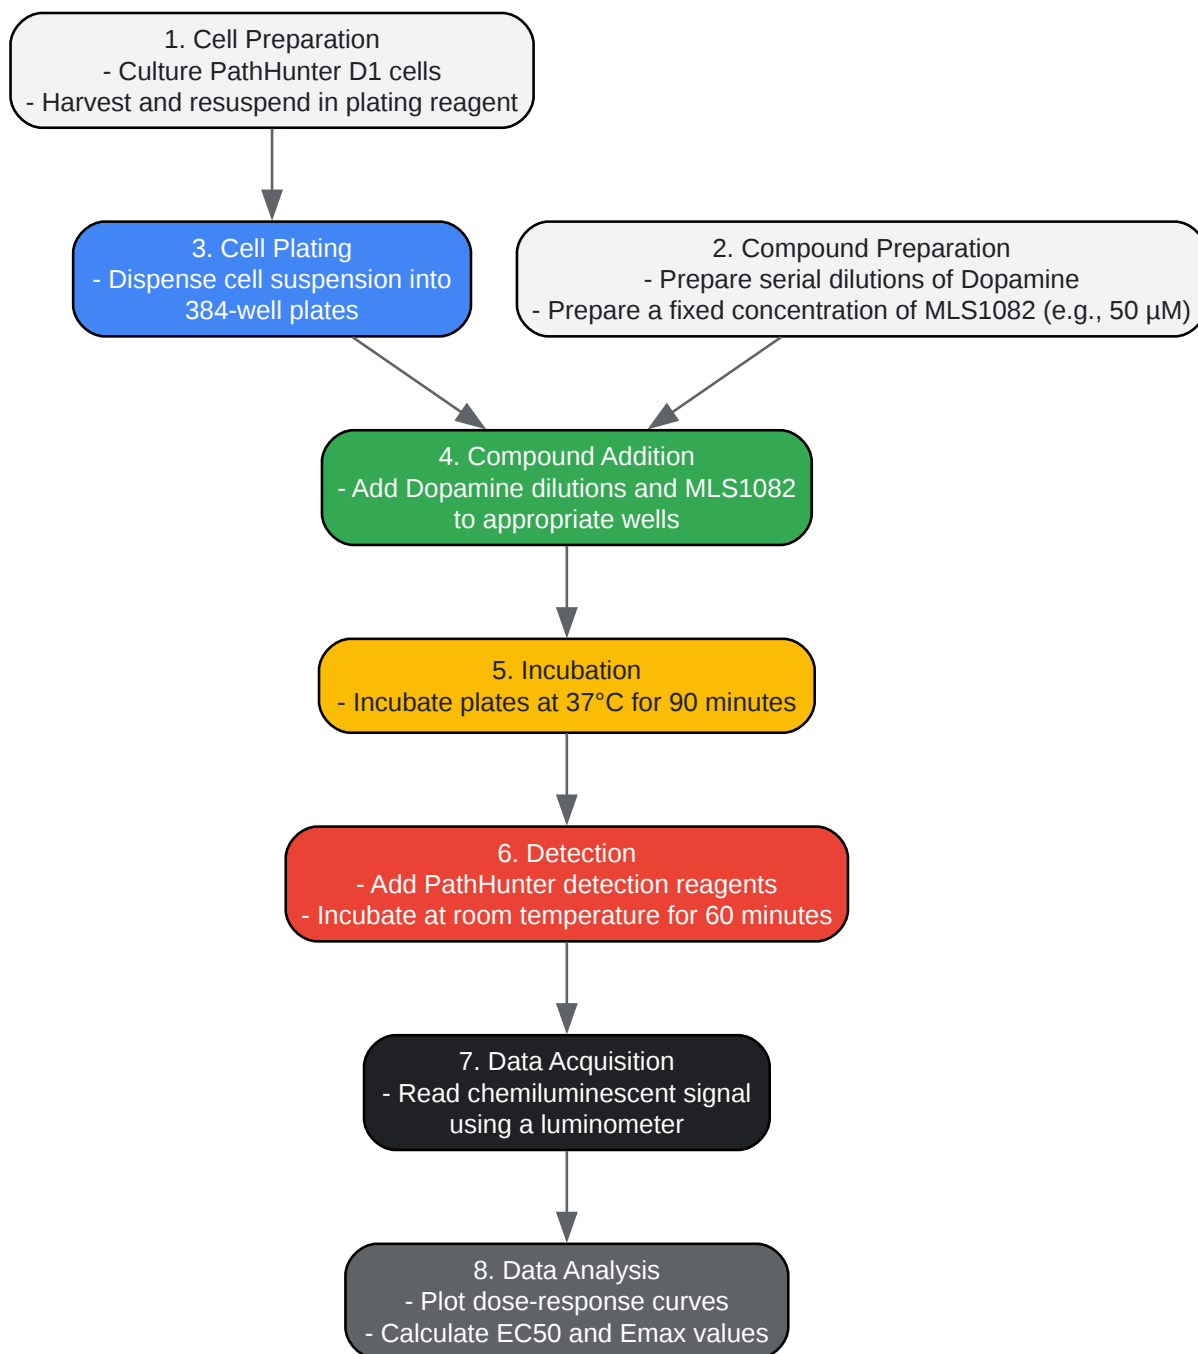 1. Cell Preparation
- Culture PathHunter D1 cells
- Harvest and resuspend in plating reagent
3. Cell Plating
- Dispense cell suspension into
384-well plates
2. Compound Preparation
- Prepare serial dilutions of Dopamine
- Prepare a fixed concentration of MLS1082 (e.g., 50 µM)
4. Compound Addition
- Add Dopamine dilutions and MLS1082
to appropriate wells
5. Incubation
- Incubate plates at 37°C for 90 minutes
6. Detection
- Add PathHunter detection reagents
- Incubate at room temperature for 60 minutes
7. Data Acquisition
- Read chemiluminescent signal
using a luminometer
8. Data Analysis
- Plot dose-response curves
- Calculate EC50 and Emax values